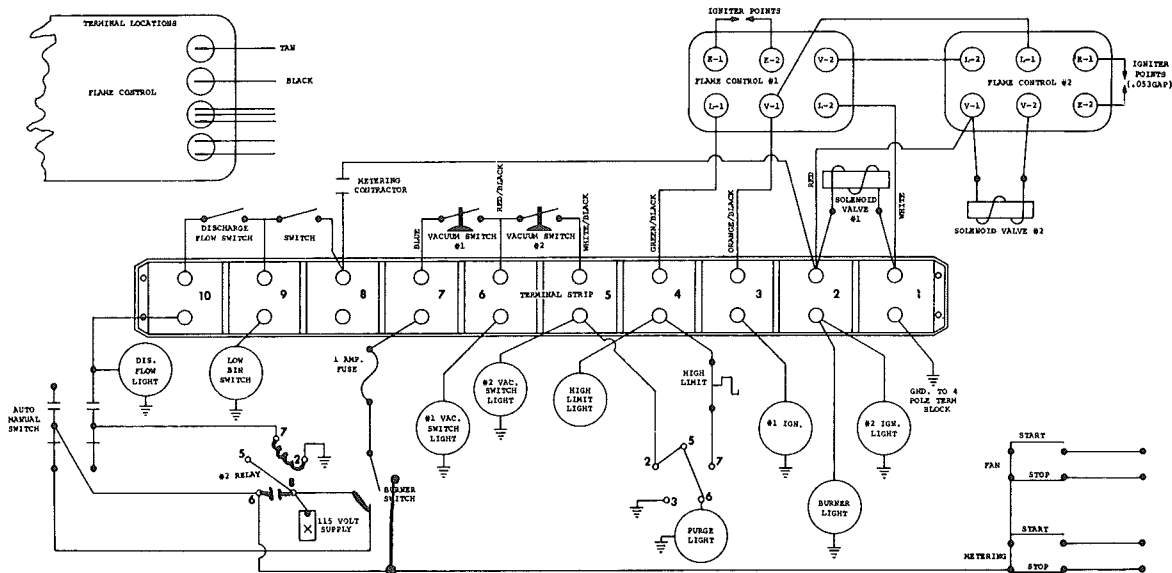 TERMINAL LOCATIONS
TAN
BLACK
FLAME CONTROL
IGNITER POINTS
E-1
E-2
V-2
FLAME CONTROL #1
L-1
V-1
L-2
L-2
L-1
E-1
FLAME CONTROL #2
V-1
V-2
E-2
IGNITER
POINTS
(.053GAP)
METERING
CONTRACTOR
RED/BLACK
WHITE/BLACK
GREEN/BLACK
ORANGE/BLACK
RED
SOLENOID
VALVE
#1
WHITE
SOLENOID VALVE #2
DISCHARGE
FLOW SWITCH
SWITCH
BLUE
VACUUM SWITCH
#1
VACUUM SWITCH
#2
10
9
8
7
6
TERMINAL STRIP
5
4
3
2
1
DIS.
FLOW
LIGHT
LOW
BIN
SWITCH
1 AMP.
FUSE
#1 VAC.
SWITCH
LIGHT
#2 VAC.
SWITCH
LIGHT
HIGH
LIMIT
LIGHT
HIGH
LIMIT
#1 IGN.
#2 IGN.
LIGHT
GND. TO 4
POLE TERM
BLOCK
AUTO
MANUAL
SWITCH
7
2
5
#2 RELAY
8
6
115 VOLT
SUPPLY
X
BURNER
SWITCH
5
2
7
3
6
PURGE
LIGHT
BURNER
LIGHT
START
FAN
STOP
START
METERING
STOP